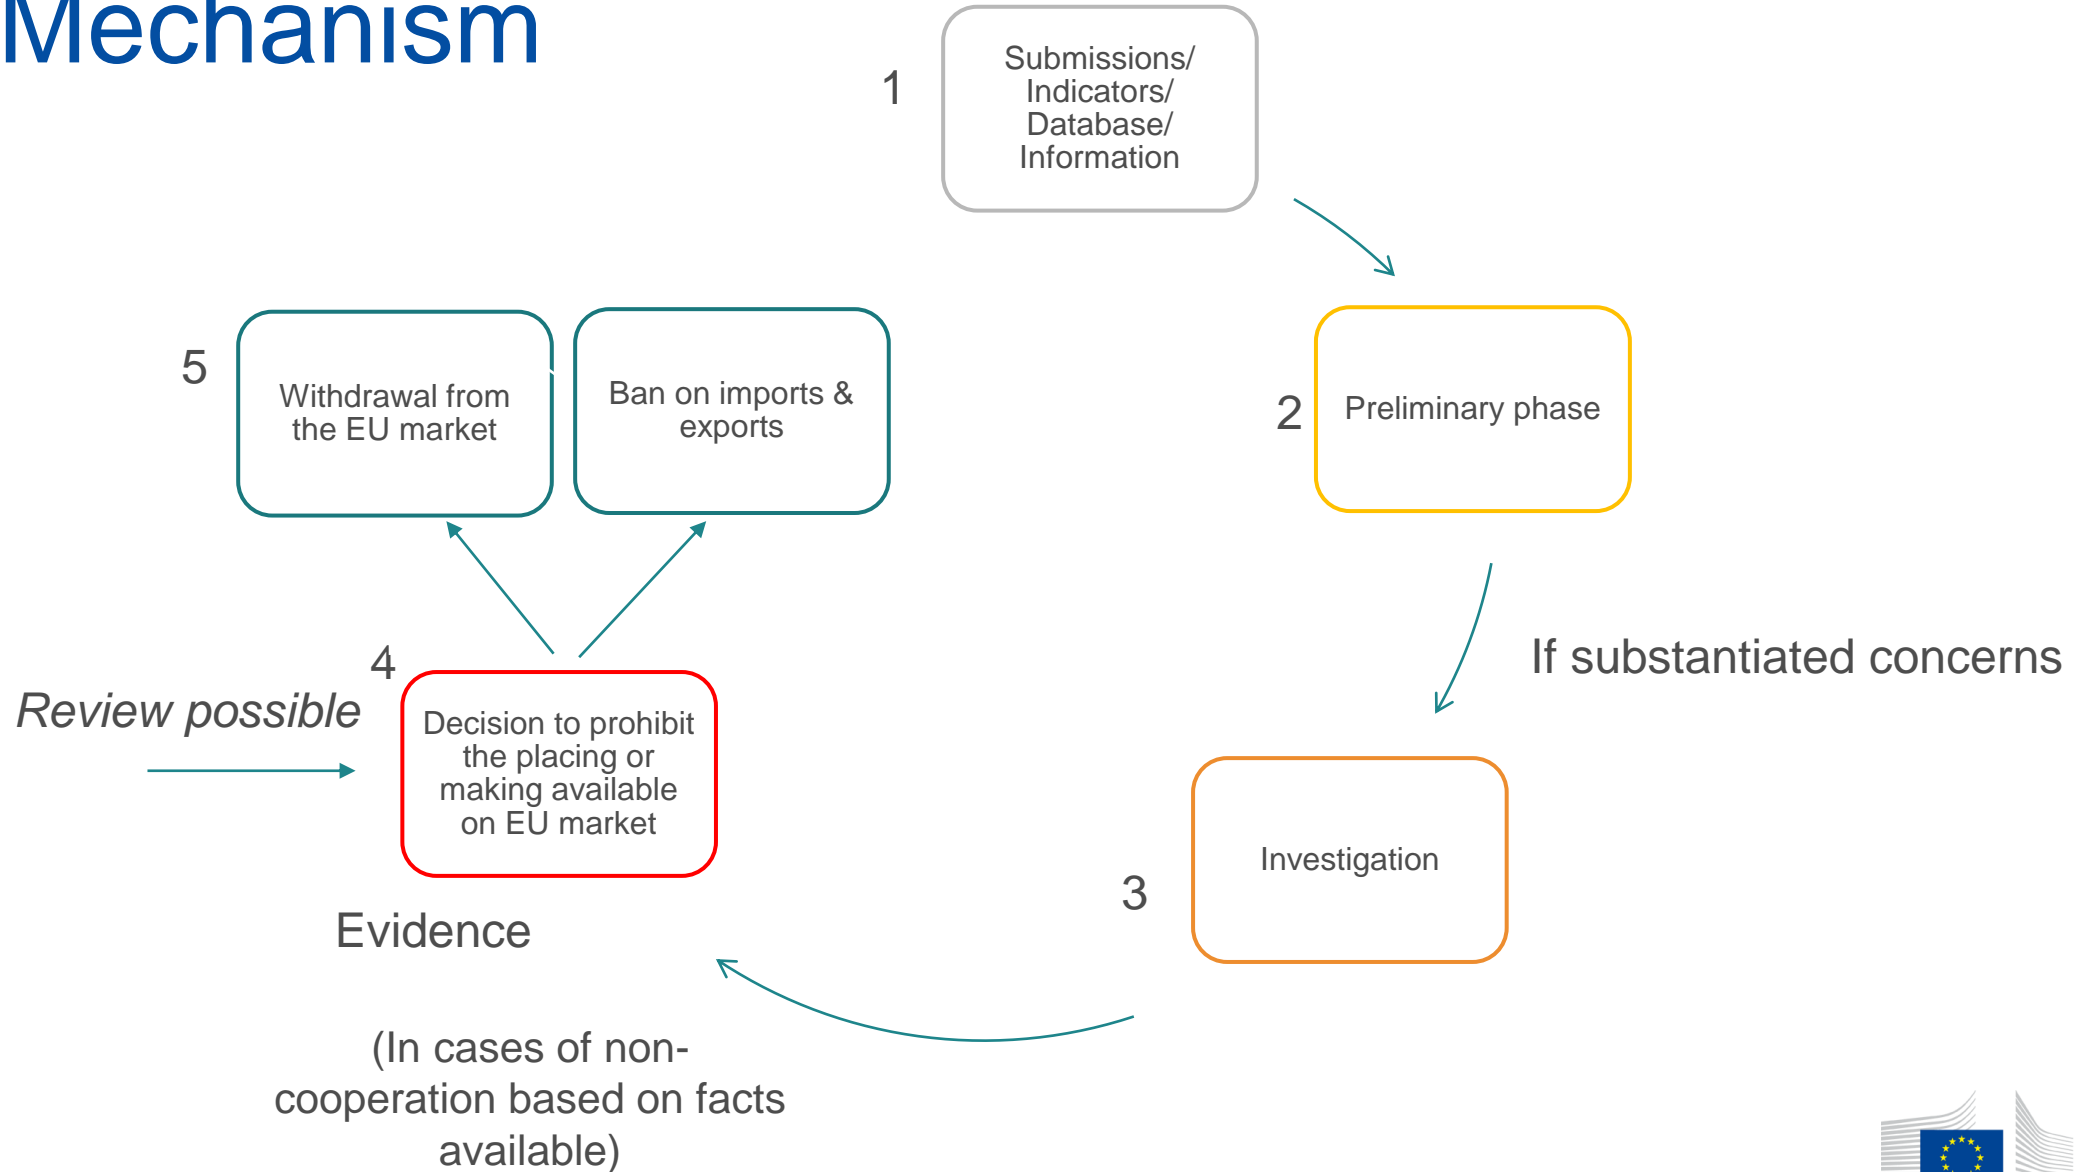 Mechanism
1
Submissions/
Indicators/
Database/
Information
2
Preliminary phase
If substantiated concerns
3
Investigation
Evidence
(In cases of non-
cooperation based on facts
available)
4
Decision to prohibit
the placing or
making available
on EU market
Review possible
5
Withdrawal from
the EU market
Ban on imports &
exports